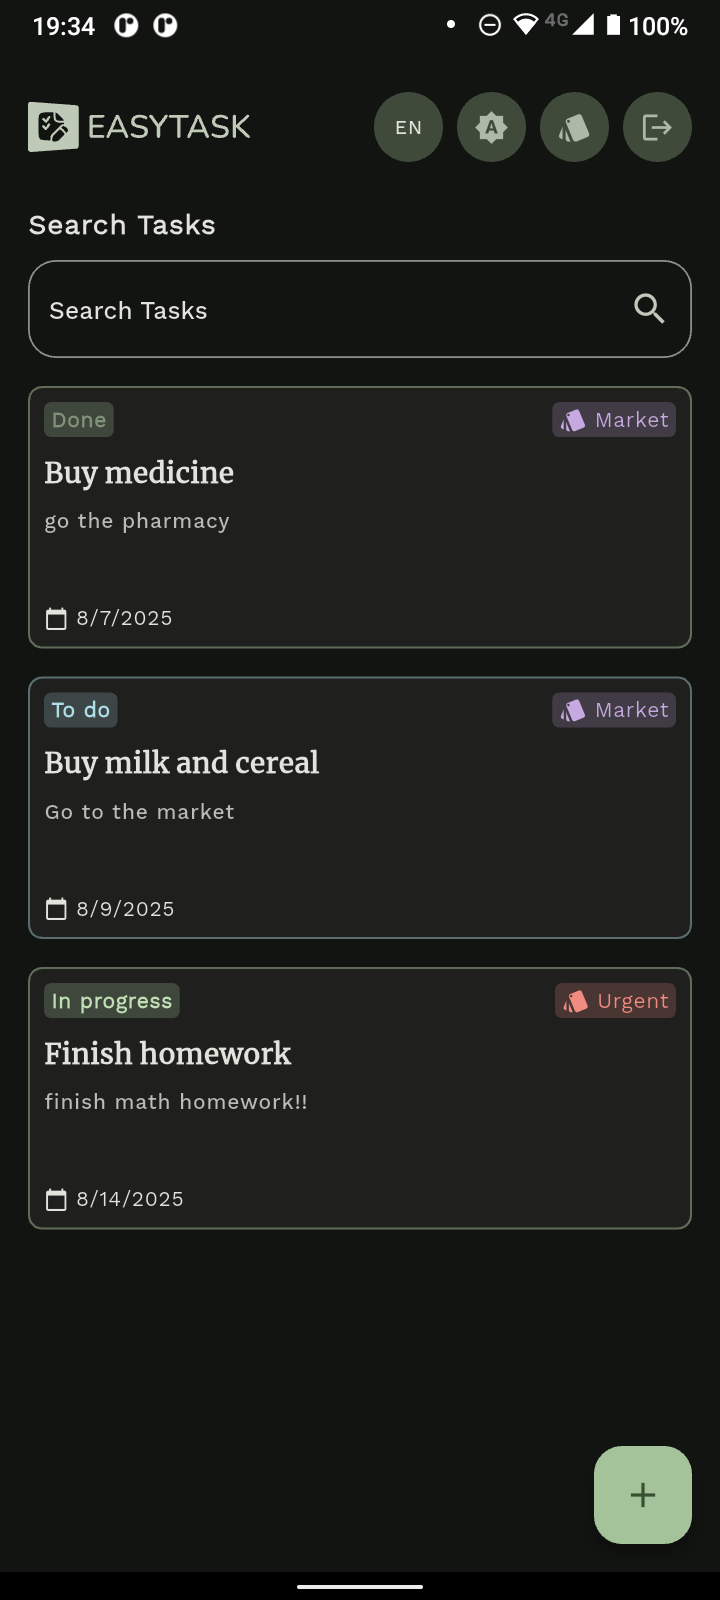 19:34
4G
100%
EASYTASK
EN
A
Search Tasks
Search Tasks
Done
Market
Buy medicine
go the pharmacy
8/7/2025
To do
Market
Buy milk and cereal
Go to the market
8/9/2025
In progress
Urgent
Finish homework
finish math homework!!
8/14/2025